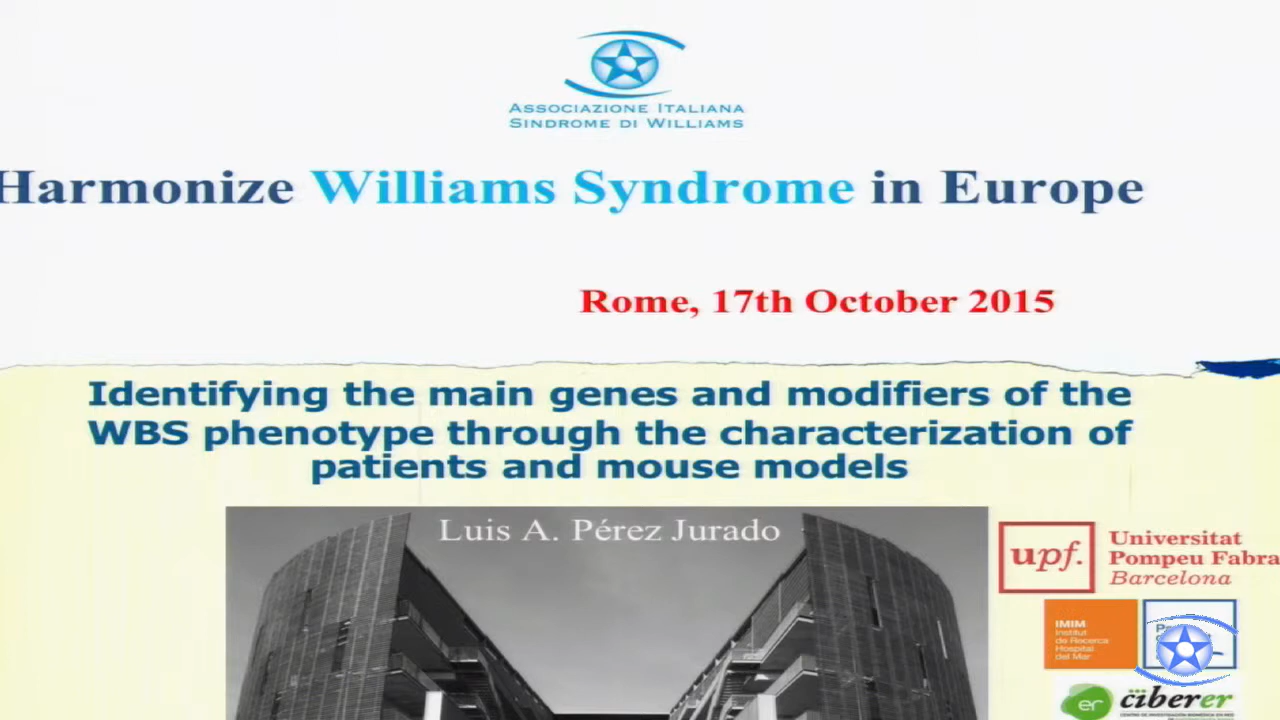 ASSOCIAZIONE ITALIANA
SINDROME DI WILLIAMS
Harmonize Williams Syndrome in Europe
Rome, 17th October 2015
Identifying the main genes and modifiers of the
WBS phenotype through the characterization of
patients and mouse models
Luis A. Pérez Jurado
upf.
Universitat
Pompeu Fabra
Barcelona
IMIM
Institut
de Recerca
Hospital
del Mar
er
ciberer